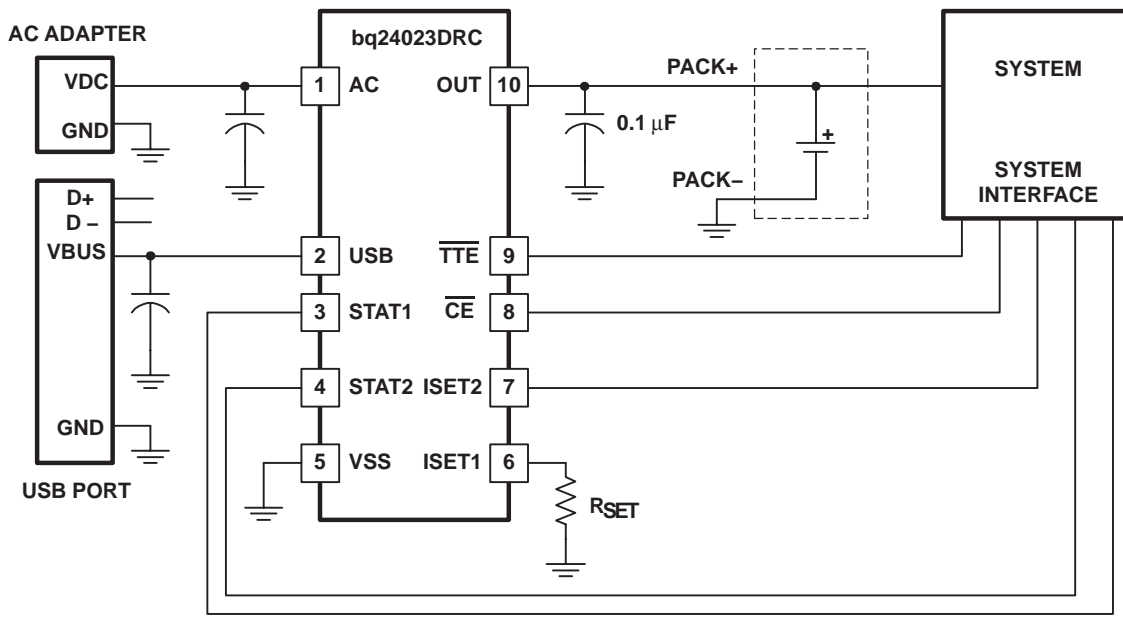 AC ADAPTER
VDC
GND
D+
D –
VBUS
GND
USB PORT
bq24023DRC
1 AC
OUT 10
2 USB
TTE 9
3 STAT1
CE 8
4 STAT2
ISET2 7
5 VSS
ISET1 6
RSET
0.1 μF
PACK+
+
PACK–
SYSTEM
SYSTEM
INTERFACE